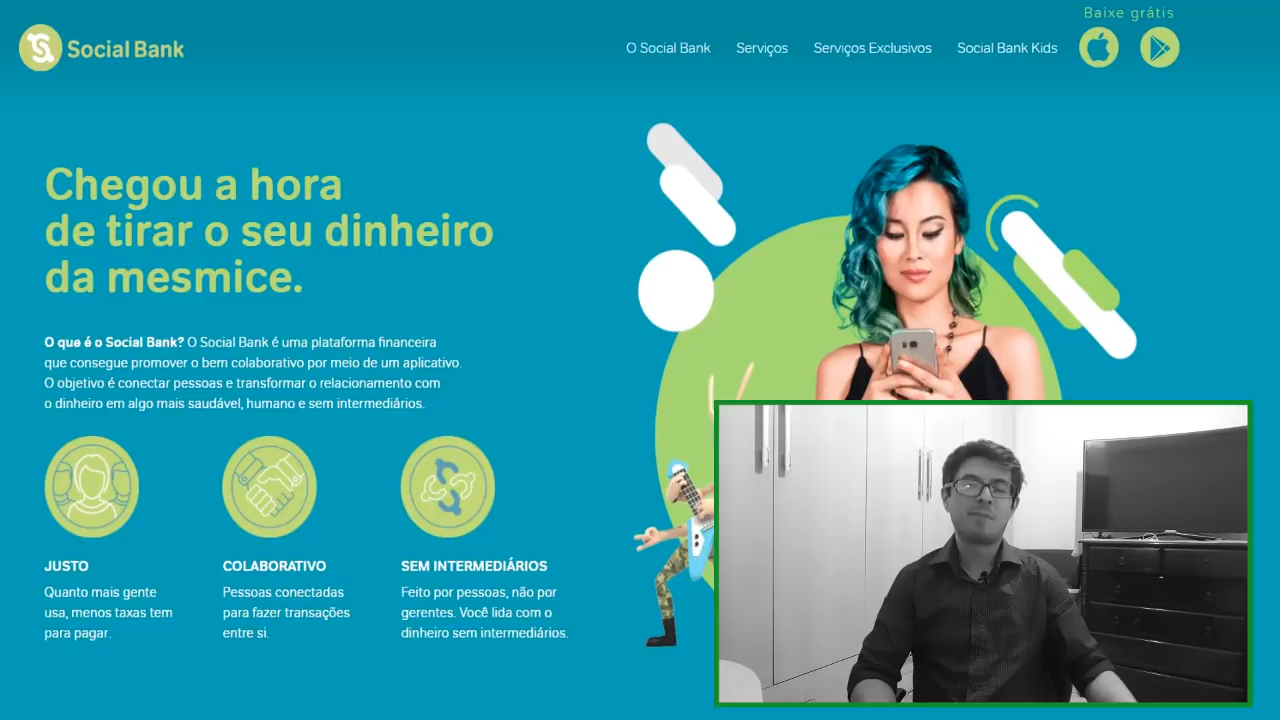 Baixe grátis
Social Bank
O Social Bank
Serviços
Serviços Exclusivos
Social Bank Kids
Chegou a hora
de tirar o seu dinheiro
da mesmice.
O que é o Social Bank? O Social Bank é uma plataforma financeira
que consegue promover o bem colaborativo por meio de um aplicativo.
O objetivo é conectar pessoas e transformar o relacionamento com
o dinheiro em algo mais saudável, humano e sem intermediários.
JUSTO
Quanto mais gente
usa, menos taxas tem
para pagar.
COLABORATIVO
Pessoas conectadas
para fazer transações
entre si.
SEM INTERMEDIÁRIOS
Feito por pessoas, não por
gerentes. Você lida com o
dinheiro sem intermediários.